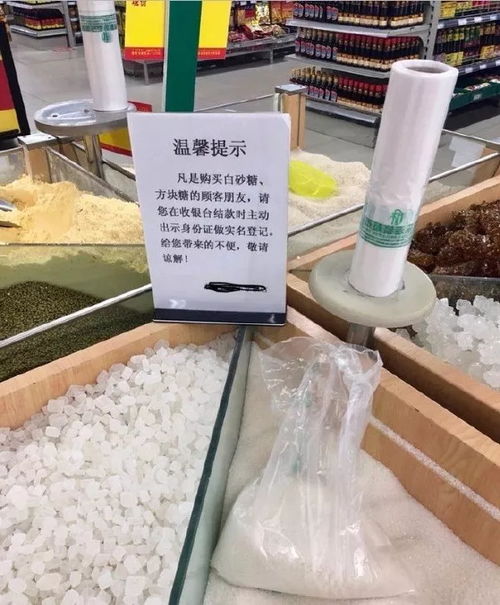 温馨提示
凡是购买白砂糖、
方块糖的顾客朋友，请
您在收银台结款时主动
出示身份证做实名登记。
给您带来的不便，敬请
谅解！